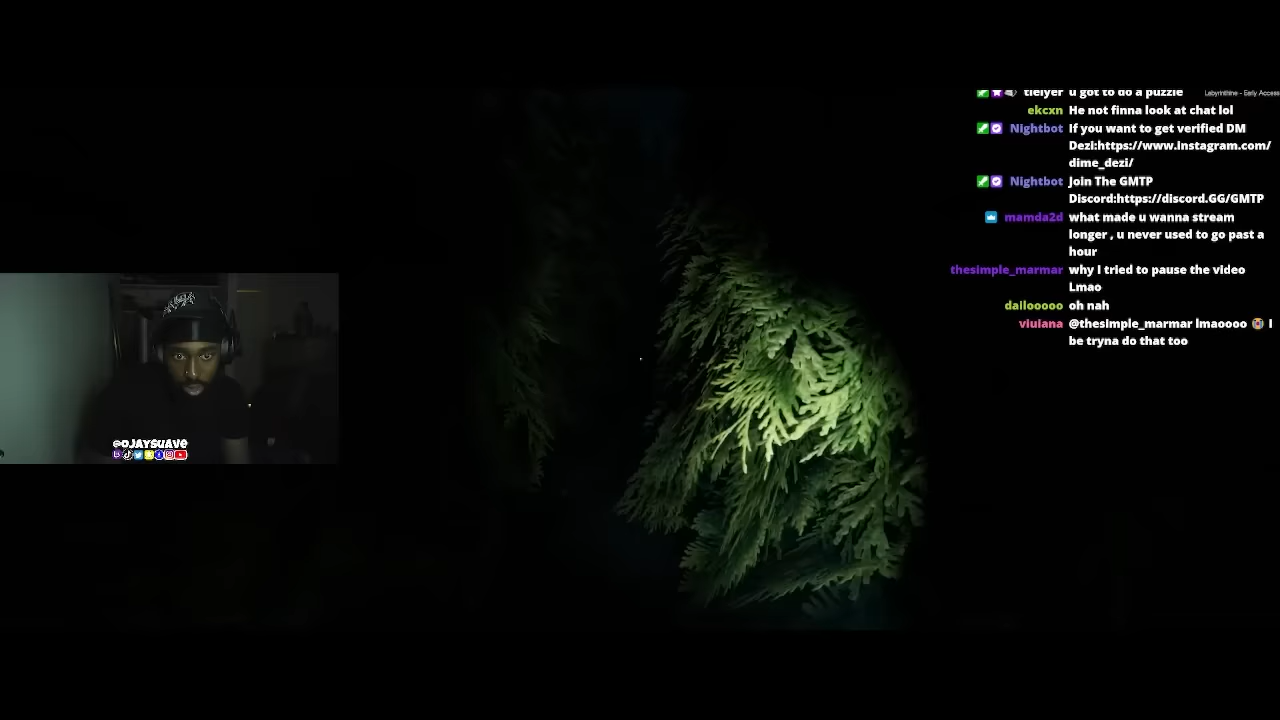 tielyer u got to do a puzzle
Labyrinthine - Early Access
ekcxn He not finna look at chat lol
Nightbot If you want to get verified DM
Dezi:https://www.instagram.com/
dime_dezi/
Nightbot Join The GMTP
Discord:https://discord.GG/GMTP
mamda2d what made u wanna stream
longer , u never used to go past a
hour
thesimple_marmar why I tried to pause the video
Lmao
dailooooo oh nah
viuiana @thesimple_marmar lmaoooo 😭 I
be tryna do that too
@DJAYSUAVE